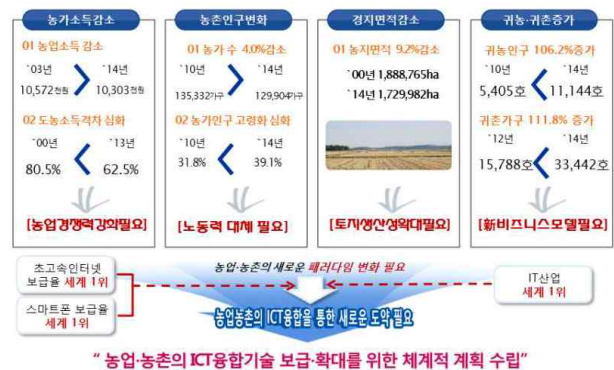 농가소득감소
01 농업소득 감소
`03년 `14년
10,572천원 10,303천원
02 도농소득격차 심화
`00년 `13년
80.5% 62.5%
[농업경쟁력강화필요]
농촌인구변화
01 농가 수 4.0%감소
`10년 `14년
135,332가구 129,904가구
02 농가인구 고령화 심화
`10년 `14년
31.8% 39.1%
[노동력 대체 필요]
경지면적감소
01 농지면적 9.2%감소
`00년 1,888,765ha
`14년 1,729,982ha
[토지생산성확대필요]
귀농·귀촌증가
귀농인구 106.2%증가
`10년 `14년
5,405호 11,144호
귀촌가구 111.8% 증가
`12년 `14년
15,788호 33,442호
[新비즈니스모델필요]
초고속인터넷
보급율 세계 1위
스마트폰 보급율
세계 1위
농업·농촌의 새로운 패러다임 변화 필요
IT산업
세계 1위
농업농촌의 ICT융합을 통한 새로운 도약 필요
“ 농업·농촌의 ICT융합기술 보급·확대를 위한 체계적 계획 수립”